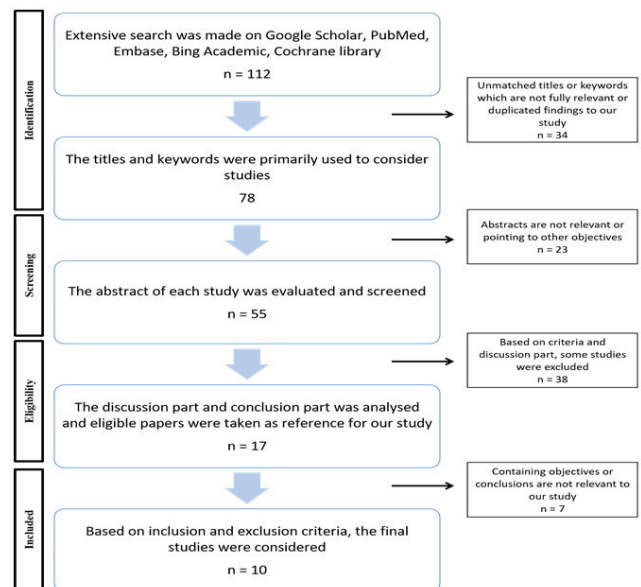 Identification
Extensive search was made on Google Scholar, PubMed,
Embase, Bing Academic, Cochrane library
n = 112
Unmatched titles or keywords
which are not fully relevant or
duplicated findings to our
study
n = 34
The titles and keywords were primarily used to consider
studies
78
Screening
Abstracts are not relevant or
pointing to other objectives
n = 23
The abstract of each study was evaluated and screened
n = 55
Eligibility
Based on criteria and
discussion part, some studies
were excluded
n = 38
The discussion part and conclusion part was analysed
and eligible papers were taken as reference for our study
n = 17
Included
Containing objectives or
conclusions are not relevant to
our study
n = 7
Based on inclusion and exclusion criteria, the final
studies were considered
n = 10